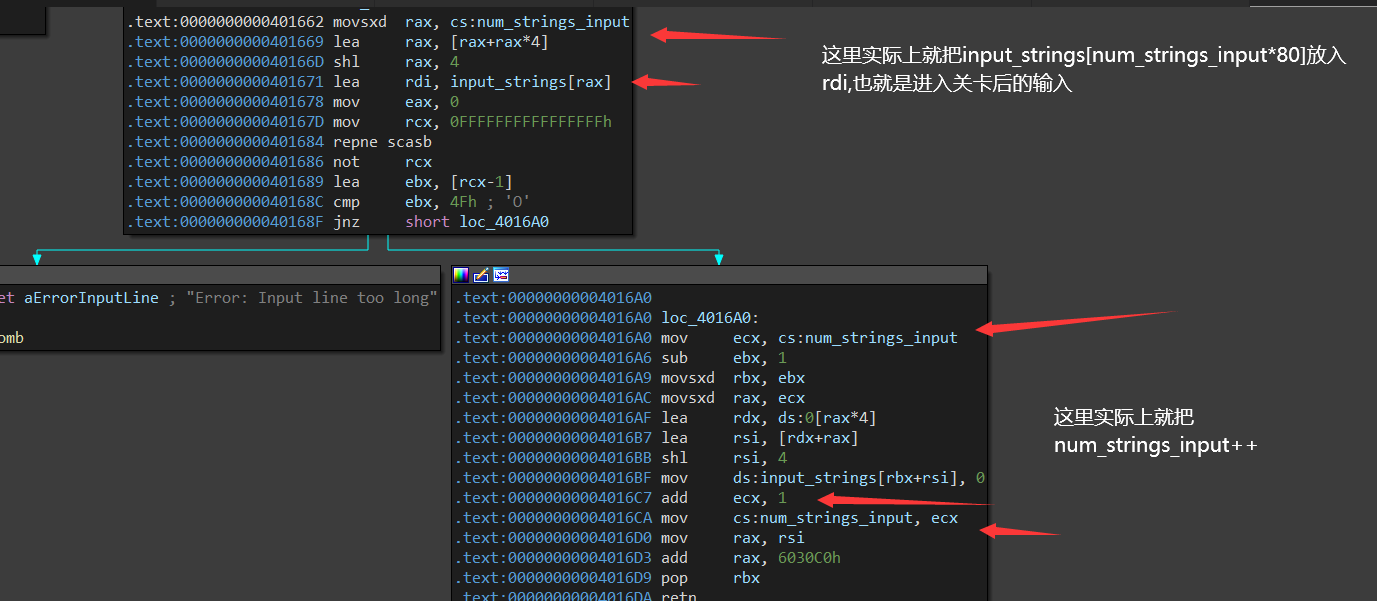 .text:0000000000401662 movsxd rax, cs:num_strings_input
.text:0000000000401669 lea rax, [rax+rax*4]
.text:000000000040166D shl rax, 4
.text:0000000000401671 lea rdi, input_strings[rax]
.text:0000000000401678 mov eax, 0
.text:000000000040167D mov rcx, 0FFFFFFFFFFFFFFFFh
.text:0000000000401684 repne scasb
.text:0000000000401686 not rcx
.text:0000000000401689 lea ebx, [rcx-1]
.text:000000000040168C cmp ebx, 4Fh ; 'O'
.text:000000000040168F jnz short loc_4016A0
这里实际上就把input_strings[num_strings_input*80]放入
rdi,也就是进入关卡后的输入
et aErrorInputLine ; "Error: Input line too long"
omb
.text:00000000004016A0
.text:00000000004016A0 loc_4016A0:
.text:00000000004016A0 mov ecx, cs:num_strings_input
.text:00000000004016A6 sub ebx, 1
.text:00000000004016A9 movsxd rbx, ebx
.text:00000000004016AC movsxd rax, ecx
.text:00000000004016AF lea rdx, ds:0[rax*4]
.text:00000000004016B7 lea rsi, [rdx+rax]
.text:00000000004016BB shl rsi, 4
.text:00000000004016BF mov ds:input_strings[rbx+rsi], 0
.text:00000000004016C7 add ecx, 1
.text:00000000004016CA mov cs:num_strings_input, ecx
.text:00000000004016D0 mov rax, rsi
.text:00000000004016D3 add rax, 6030C0h
.text:00000000004016D9 pop rbx
.text:00000000004016DA retn
这里实际上就把
num_strings_input++